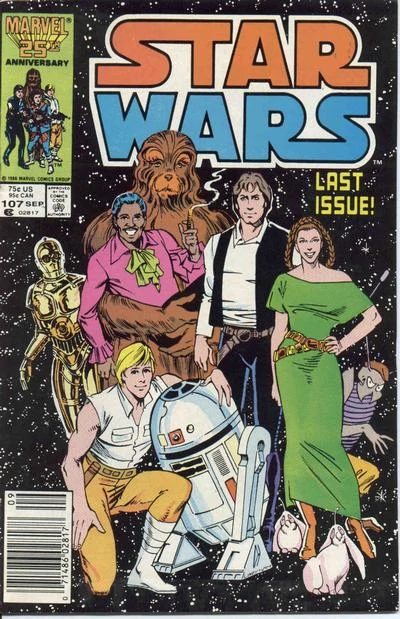 MARVEL
25TH
ANNIVERSARY
© 1986 MARVEL COMICS GROUP
75¢ US
95¢ CAN
107 SEP
02817
APPROVED
BY THE
COMICS
CODE
AUTHORITY
STAR
WARS
TM
LAST
ISSUE!
09
0 71486 02817